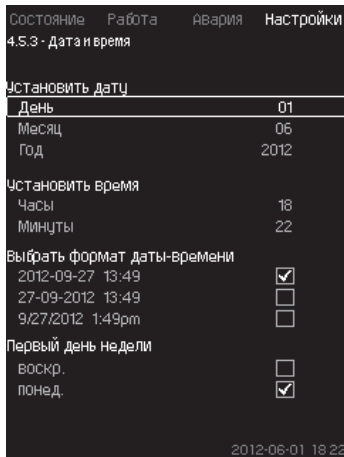 Состояние Работа Авария Настройки
4.5.3 - Дата и время
Установить дату
День 01
Месяц 06
Год 2012
Установить время
Часы 18
Минуты 22
Выбрать формат даты-времени
2012-09-27 13:49
27-09-2012 13:49
9/27/2012 1:49pm
Первый день недели
воскр.
понед.
2012-06-01 18:22